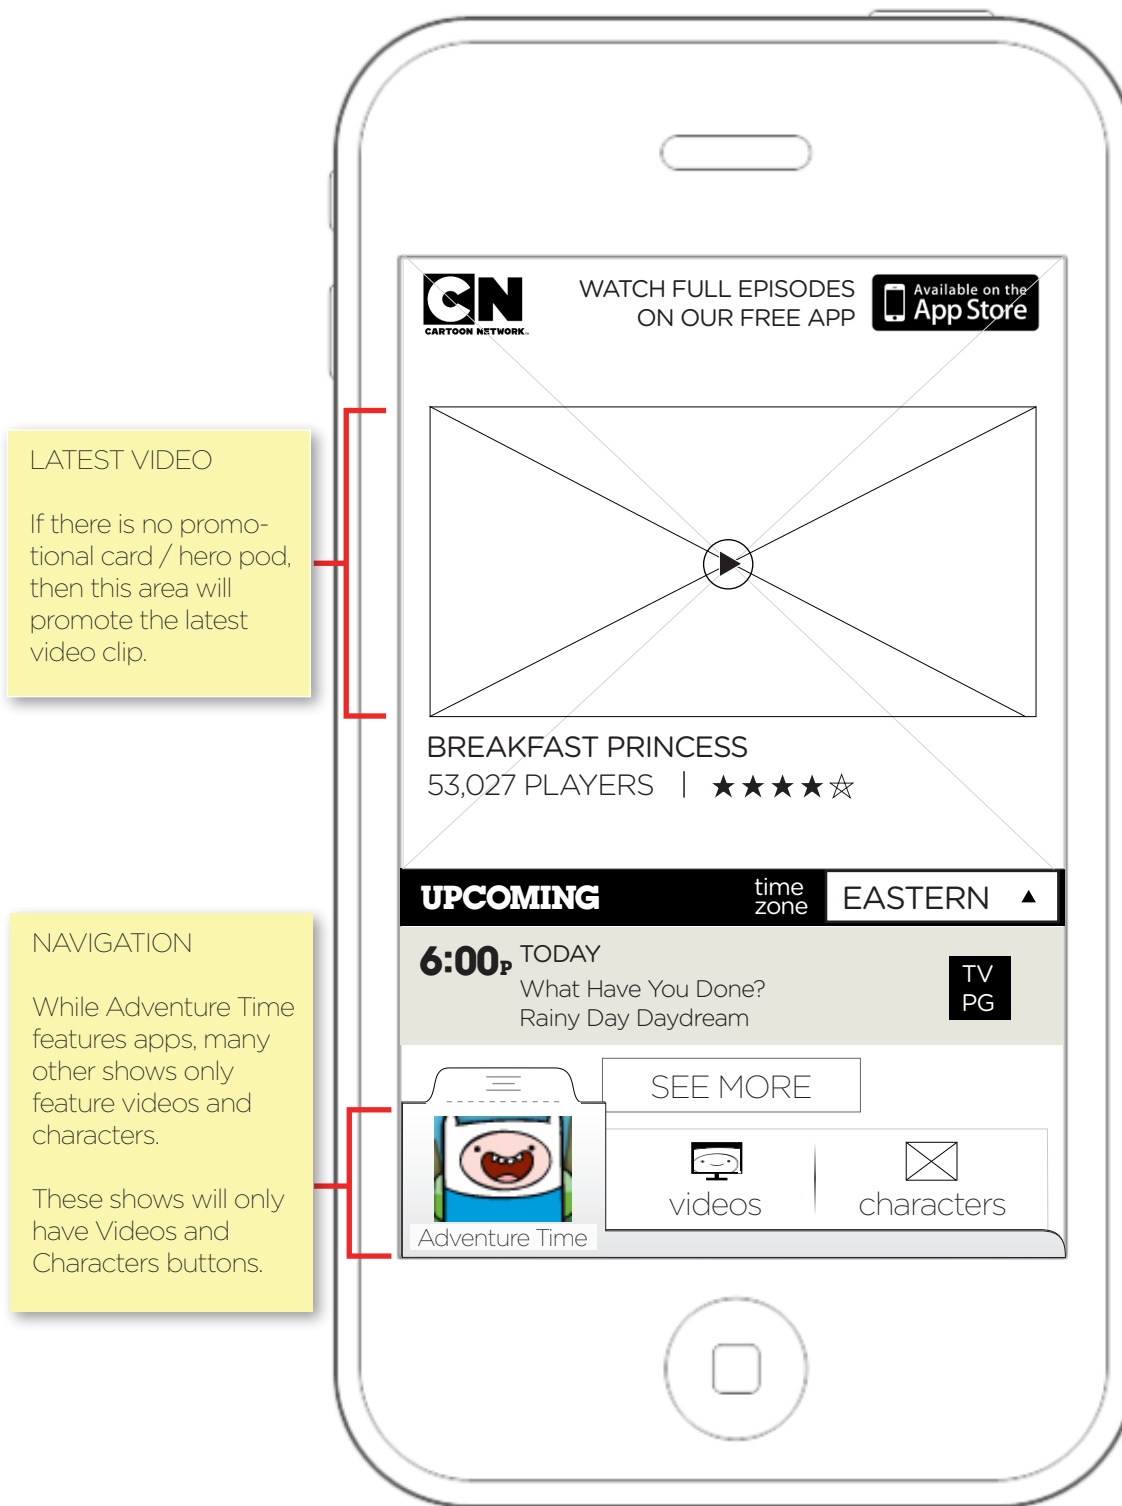 CN
CARTOON NETWORK
WATCH FULL EPISODES
ON OUR FREE APP
Available on the
App Store
LATEST VIDEO
If there is no promo-
tional card / hero pod,
then this area will
promote the latest
video clip.
BREAKFAST PRINCESS
53,027 PLAYERS | ★★★★☆
UPCOMING
time
zone
EASTERN ▲
6:00P
TODAY
What Have You Done?
Rainy Day Daydream
TV
PG
NAVIGATION
While Adventure Time
features apps, many
other shows only
feature videos and
characters.
These shows will only
have Videos and
Characters buttons.
SEE MORE
Adventure Time
videos
characters